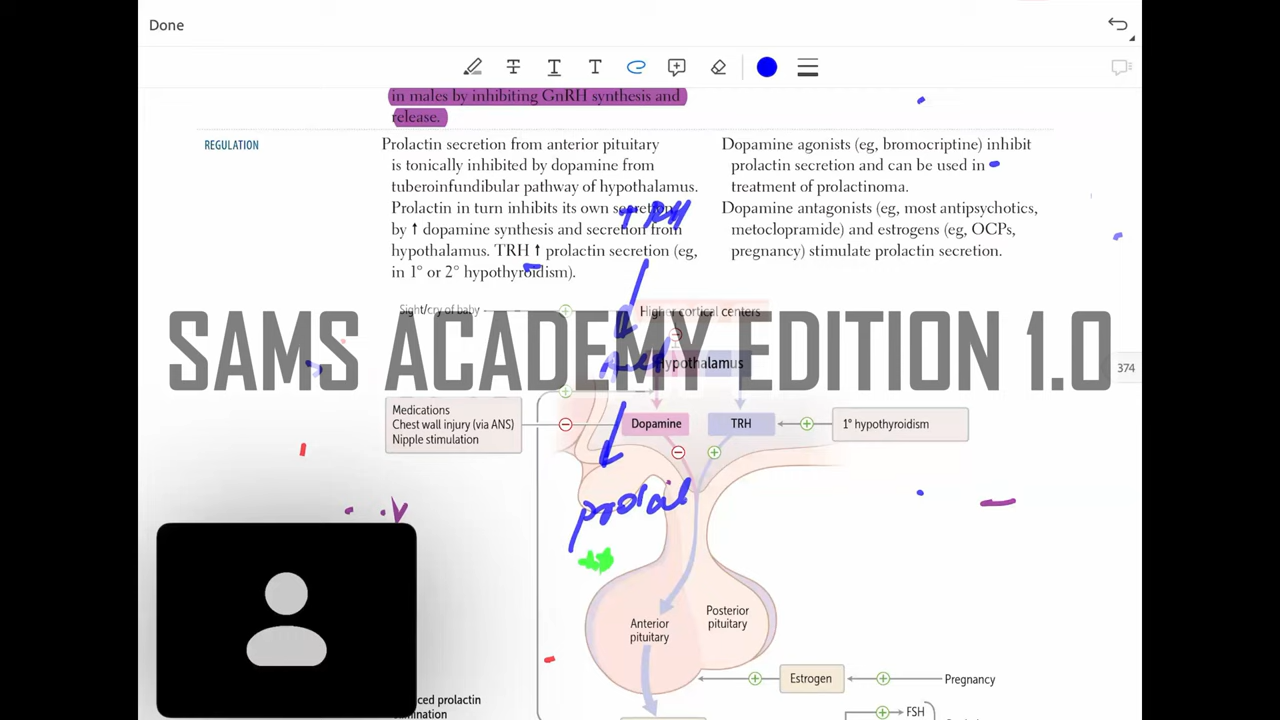 Done
in males by inhibiting GnRH synthesis and
release.
REGULATION
Prolactin secretion from anterior pituitary
is tonically inhibited by dopamine from
tuberoinfundibular pathway of hypothalamus.
Prolactin in turn inhibits its own secretion
by ↑ dopamine synthesis and secretion from
hypothalamus. TRH ↑ prolactin secretion (eg,
in 1° or 2° hypothyroidism).
Dopamine agonists (eg, bromocriptine) inhibit
prolactin secretion and can be used in
treatment of prolactinoma.
Dopamine antagonists (eg, most antipsychotics,
metoclopramide) and estrogens (eg, OCPs,
pregnancy) stimulate prolactin secretion.
↑ TRH
Sight/cry of baby
Higher cortical centers
SAMS ACADEMY EDITION 1.0
Hypothalamus
374
Medications
Chest wall injury (via ANS)
Nipple stimulation
Dopamine
TRH
1° hypothyroidism
Anterior
pituitary
Posterior
pituitary
Estrogen
Pregnancy
prolactin
FSH